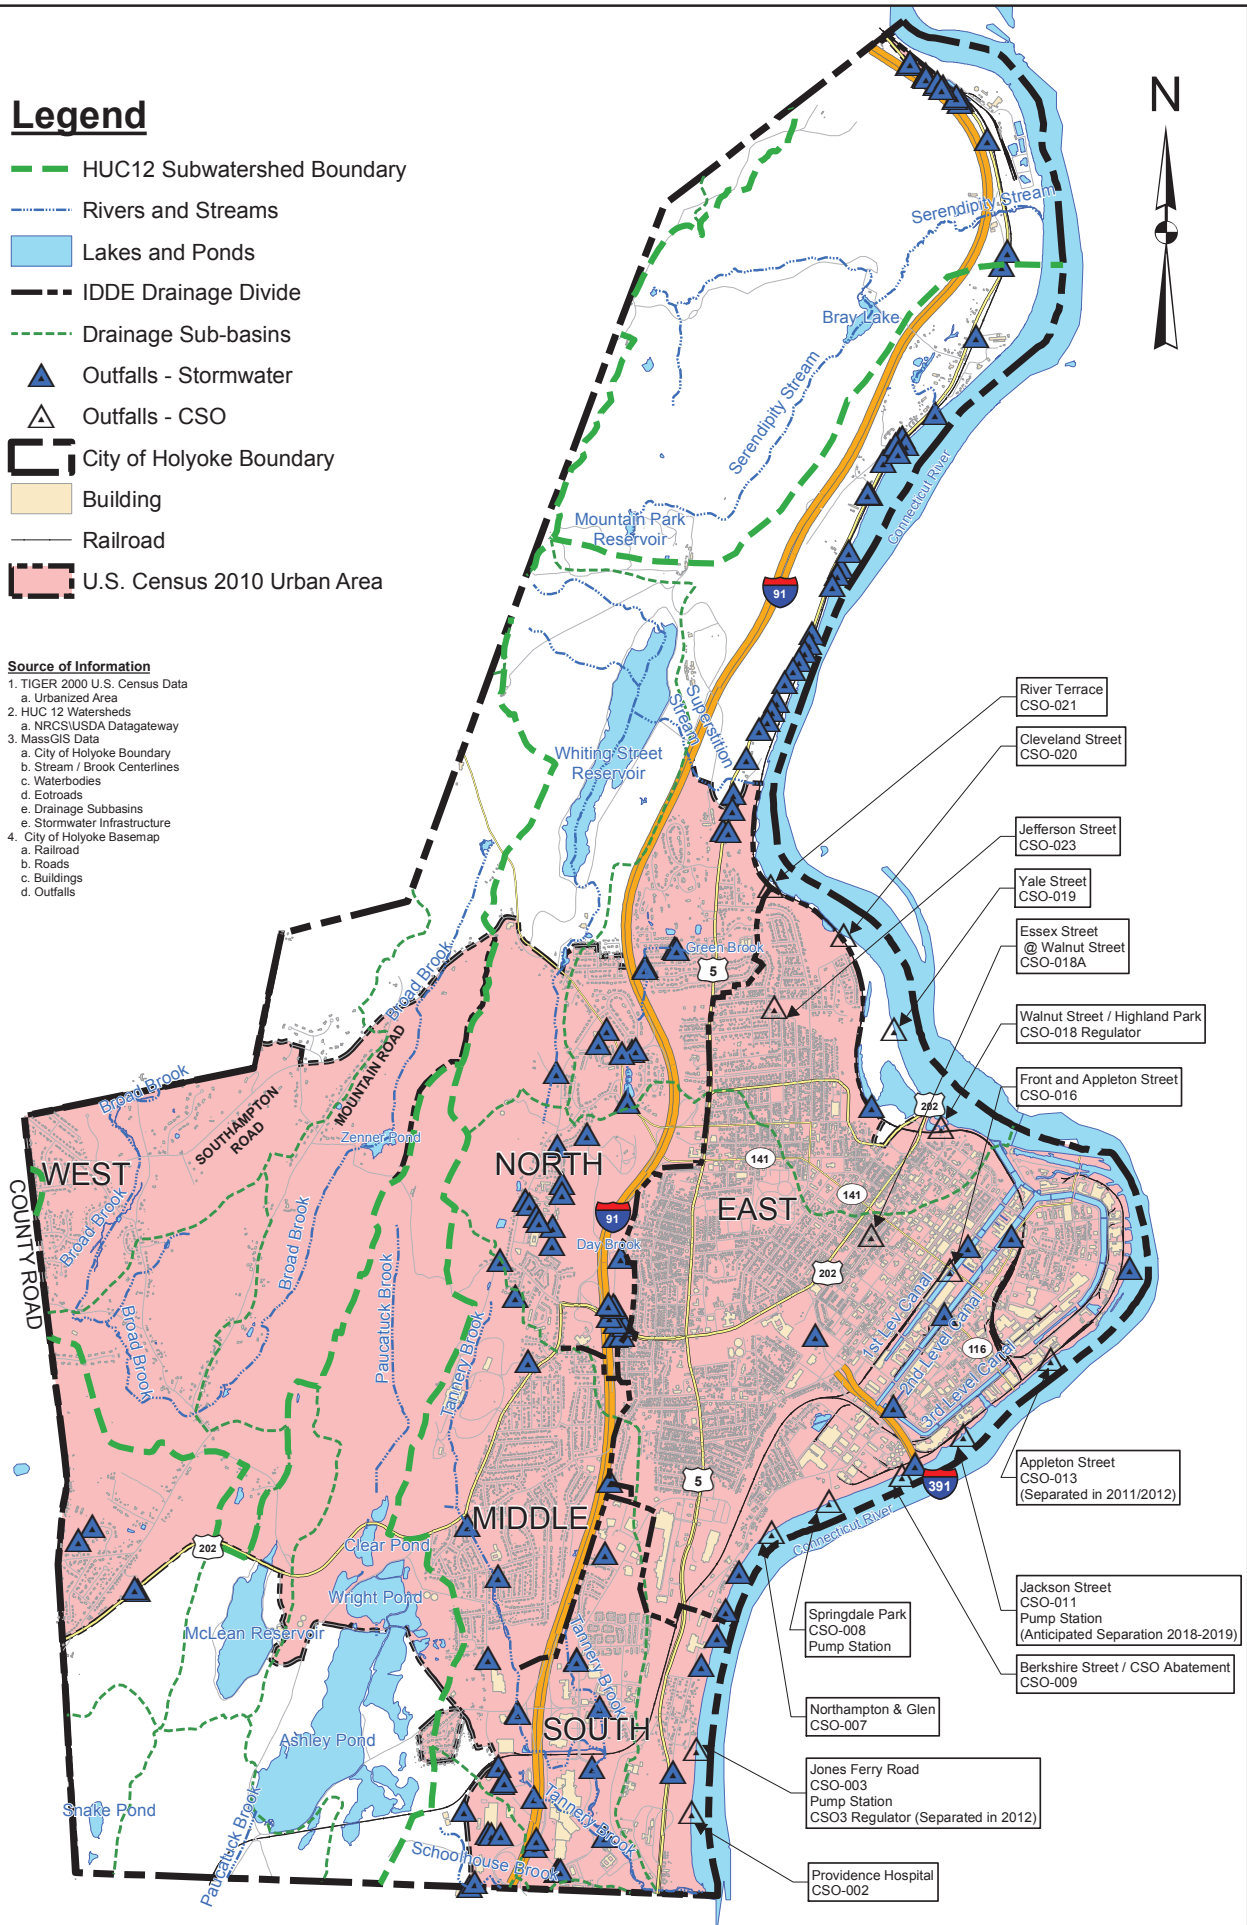 Legend
HUC12 Subwatershed Boundary
Rivers and Streams
Lakes and Ponds
IDDE Drainage Divide
Drainage Sub-basins
Outfalls - Stormwater
Outfalls - CSO
City of Holyoke Boundary
Building
Railroad
U.S. Census 2010 Urban Area
Source of Information
1. TIGER 2000 U.S. Census Data
a. Urbanized Area
2. HUC 12 Watersheds
a. NRCS\USDA Datagateway
3. MassGIS Data
a. City of Holyoke Boundary
b. Stream / Brook Centerlines
c. Waterbodies
d. Eotroads
e. Drainage Subbasins
e. Stormwater Infrastructure
4. City of Holyoke Basemap
a. Railroad
b. Roads
c. Buildings
d. Outfalls
N
Serendipity Stream
Bray Lake
Serendipity Stream
Connecticut River
Mountain Park
Reservoir
91
Superstition
Stream
Whiting Street
Reservoir
River Terrace
CSO-021
Cleveland Street
CSO-020
Jefferson Street
CSO-023
Yale Street
CSO-019
Essex Street
@ Walnut Street
CSO-018A
Walnut Street / Highland Park
CSO-018 Regulator
Front and Appleton Street
CSO-016
Green Brook
5
Broad Brook
Broad Brook
SOUTHAMPTON
ROAD
MOUNTAIN ROAD
Zenner Pond
WEST
COUNTY ROAD
Broad Brook
Broad Brook
Broad Brook
Paucatuck Brook
Tannery Brook
NORTH
91
Day Brook
202
141
141
EAST
202
1st Level Canal
2nd Level Canal
3rd Level Canal
116
5
391
Connecticut River
MIDDLE
Clear Pond
202
Wright Pond
McLean Reservoir
Ashley Pond
Snake Pond
Paucatuck Brook
Tannery Brook
SOUTH
Tannery Brook
Schoolhouse Brook
Appleton Street
CSO-013
(Separated in 2011/2012)
Jackson Street
CSO-011
Pump Station
(Anticipated Separation 2018-2019)
Springdale Park
CSO-008
Pump Station
Berkshire Street / CSO Abatement
CSO-009
Northampton & Glen
CSO-007
Jones Ferry Road
CSO-003
Pump Station
CSO3 Regulator (Separated in 2012)
Providence Hospital
CSO-002